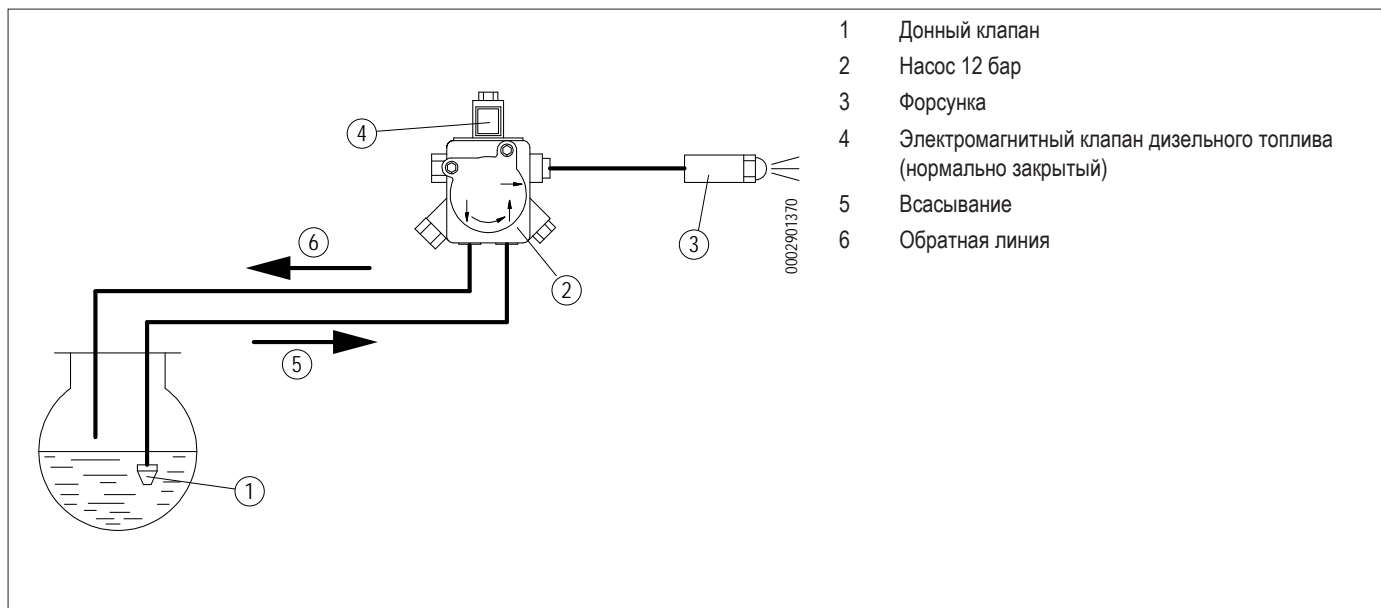 1 Донный клапан
2 Насос 12 бар
3 Форсунка
4 Электромагнитный клапан дизельного топлива
(нормально закрытый)
5 Всасывание
6 Обратная линия
4
6
3
2
5
1
0002901370